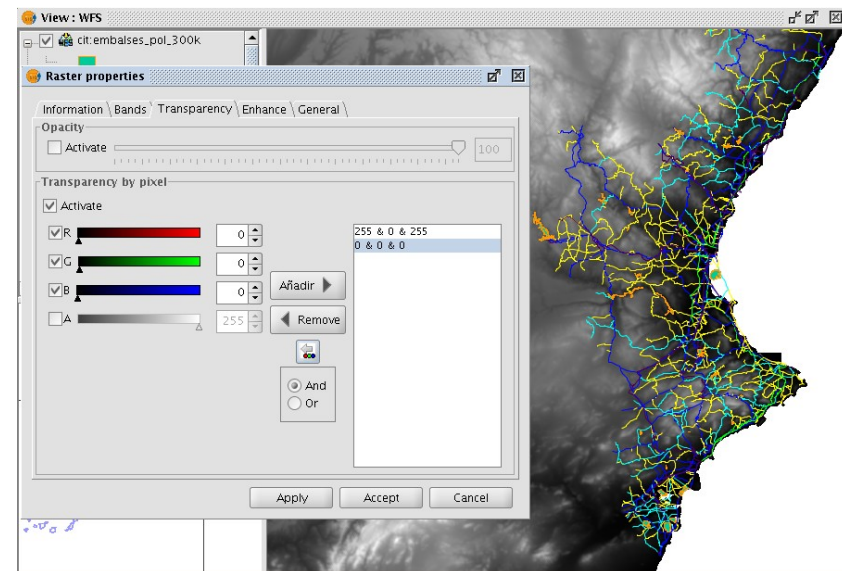 View : WFS
cit:embalses_pol_300k
Raster properties
Information Bands Transparency Enhance General
Opacity
Activate
100
Transparency by pixel
Activate
R 0
G 0
B 0
A 255
Añadir
Remove
And
Or
255 & 0 & 255
0 & 0 & 0
Apply Accept Cancel